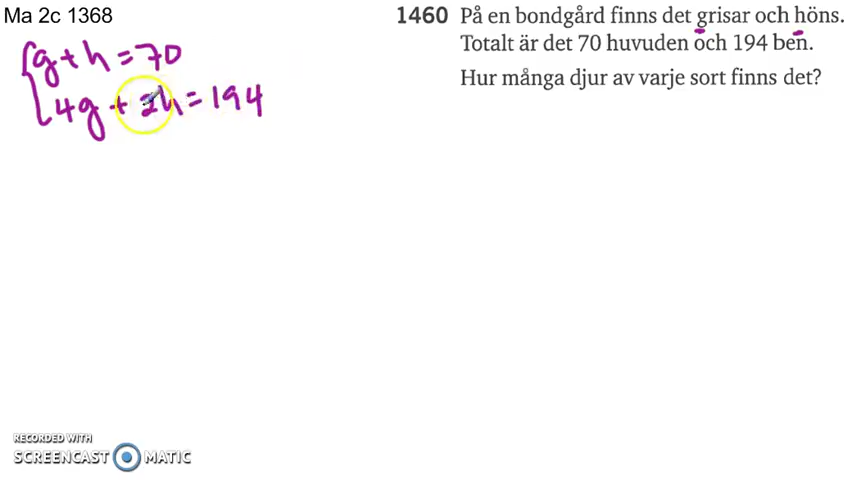 Ma 2c 1368
g + h = 70
4g + 2h = 194
1460 På en bondgård finns det grisar och höns.
Totalt är det 70 huvuden och 194 ben.
Hur många djur av varje sort finns det?
RECORDED WITH
SCREENCAST MATIC